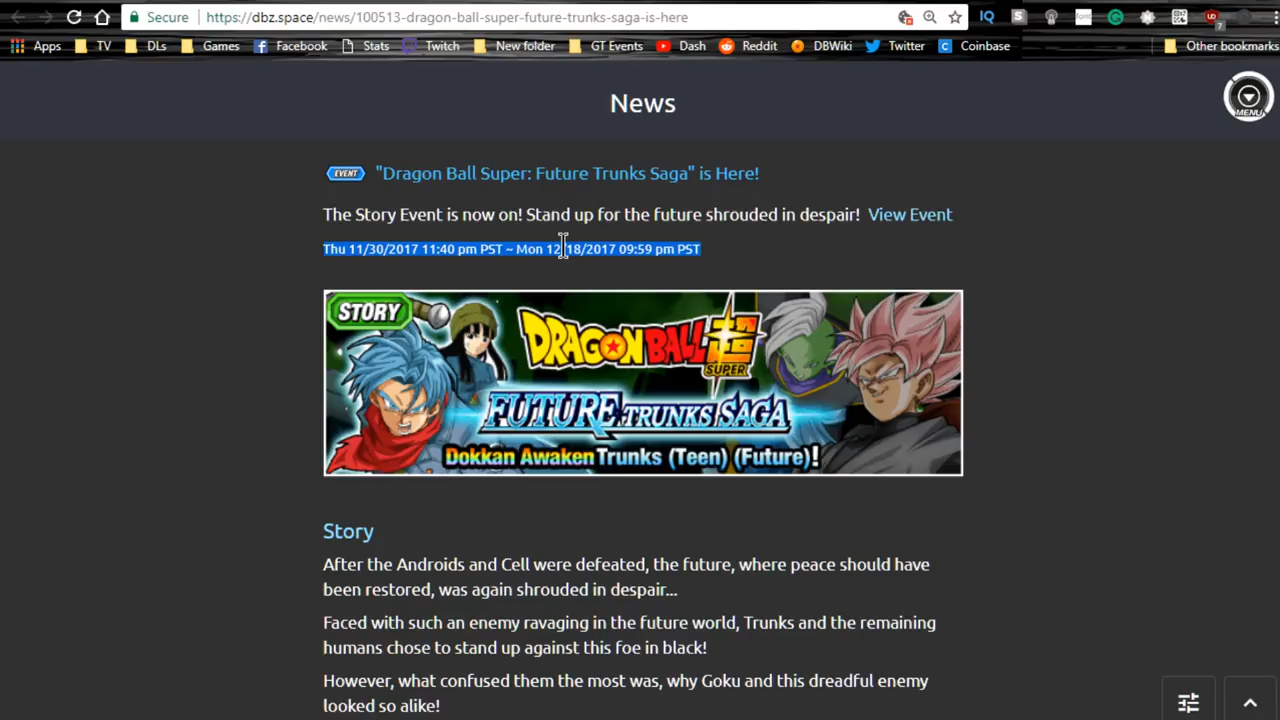 Secure https://dbz.space/news/100513-dragon-ball-super-future-trunks-saga-is-here
Apps TV DLs Games Facebook Stats Twitch New folder GT Events Dash Reddit DBWiki Twitter Coinbase Other bookmarks
News
MENU
EVENT "Dragon Ball Super: Future Trunks Saga" is Here!
The Story Event is now on! Stand up for the future shrouded in despair! View Event
Thu 11/30/2017 11:40 pm PST ~ Mon 12/18/2017 09:59 pm PST
STORY
DRAGON BALL 超
SUPER
FUTURE TRUNKS SAGA
Dokkan Awaken Trunks (Teen) (Future)!
Story
After the Androids and Cell were defeated, the future, where peace should have
been restored, was again shrouded in despair...
Faced with such an enemy ravaging in the future world, Trunks and the remaining
humans chose to stand up against this foe in black!
However, what confused them the most was, why Goku and this dreadful enemy
looked so alike!